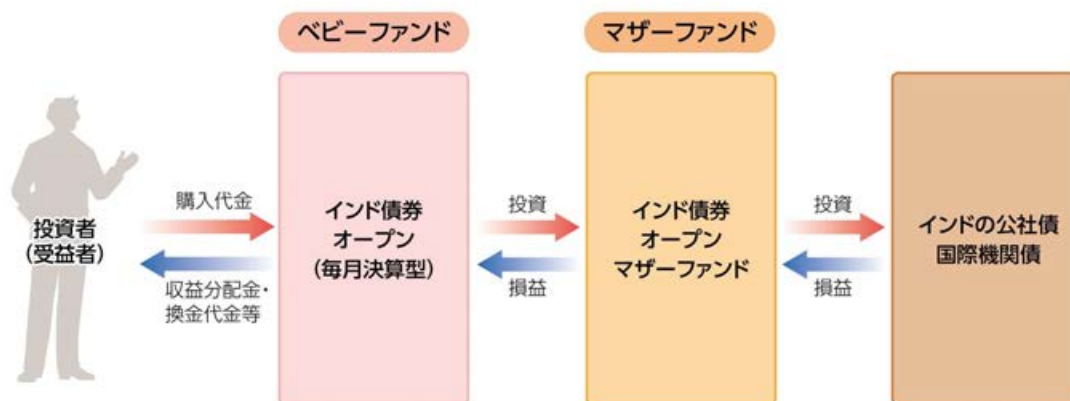 ベビーファンド
マザーファンド
投資者
(受益者)
購入代金
収益分配金・
換金代金等
インド債券
オープン
(毎月決算型)
投資
損益
インド債券
オープン
マザーファンド
投資
損益
インドの公社債
国際機関債